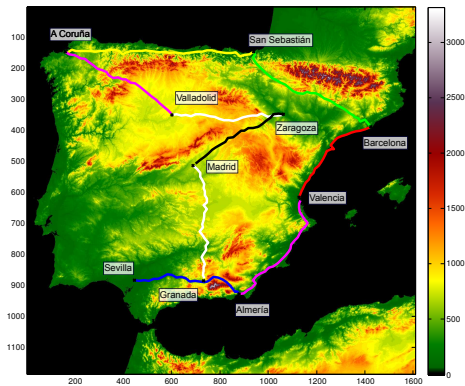 A Coruña
San Sebastián
Valladolid
Zaragoza
Barcelona
Madrid
Valencia
Sevilla
Granada
Almería
100
200
300
400
500
600
700
800
900
1000
1100
200
400
600
800
1000
1200
1400
1600
3000
2500
2000
1500
1000
500
0